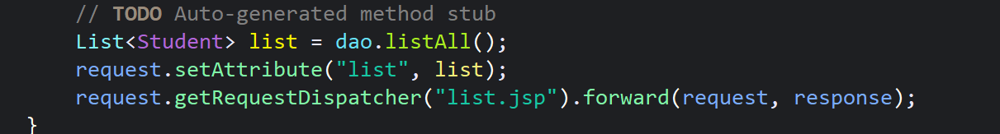 // TODO Auto-generated method stub
List<Student> list = dao.listAll();
request.setAttribute("list", list);
request.getRequestDispatcher("list.jsp").forward(request, response);
}